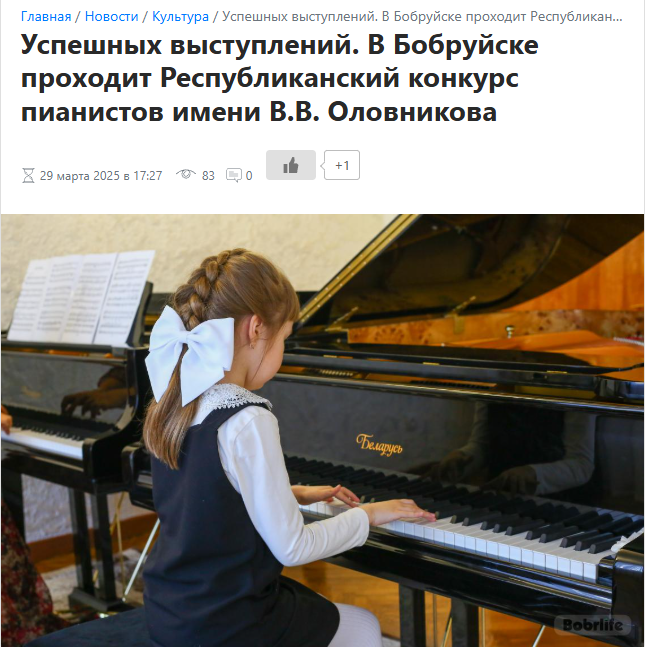 Главная / Новости / Культура / Успешных выступлений. В Бобруйске проходит Республикан...
Успешных выступлений. В Бобруйске
проходит Республиканский конкурс
пианистов имени В.В. Оловникова
29 марта 2025 в 17:27 83 0 +1
Беларусь
Bobrlife